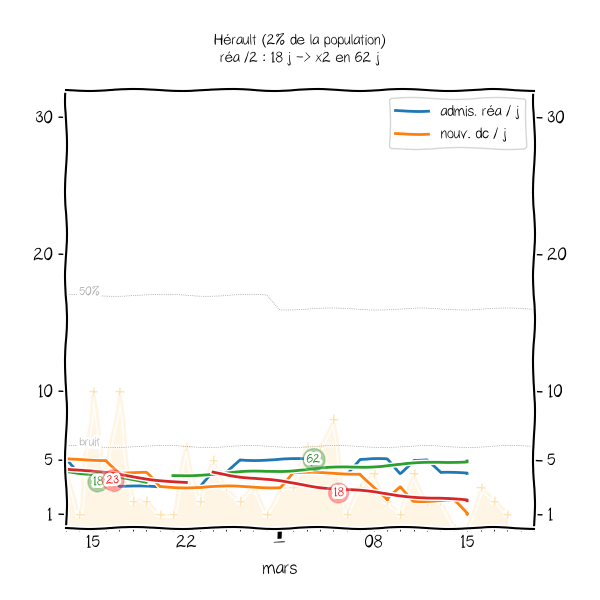 Hérault (2% de la population)
réa /2 : 18 j -> x2 en 62 j
admis. réa / j
nouv. dc / j
30 30
20 20
50%
10 10
bruit
5 5
62
18 23
18
1 1
15 22 1 08 15
mars